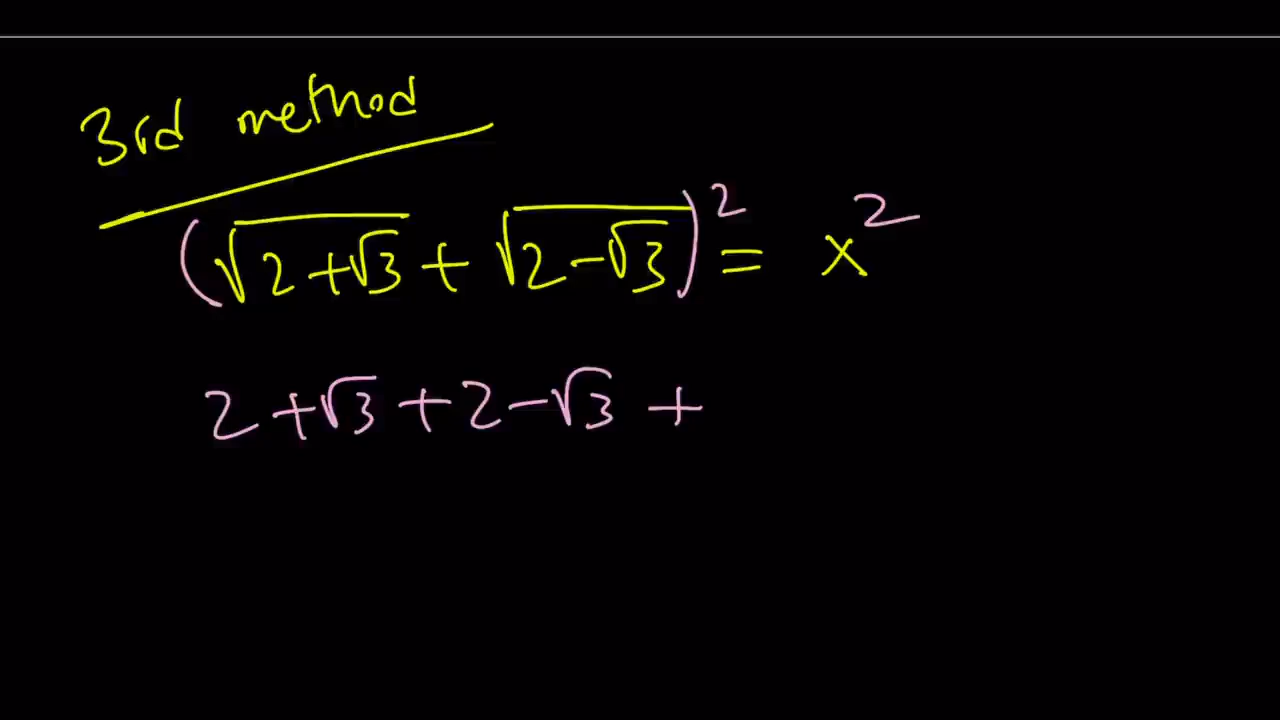 3rd method
(√(2+√3) + √(2-√3))² = x²
2+√3+2-√3 +